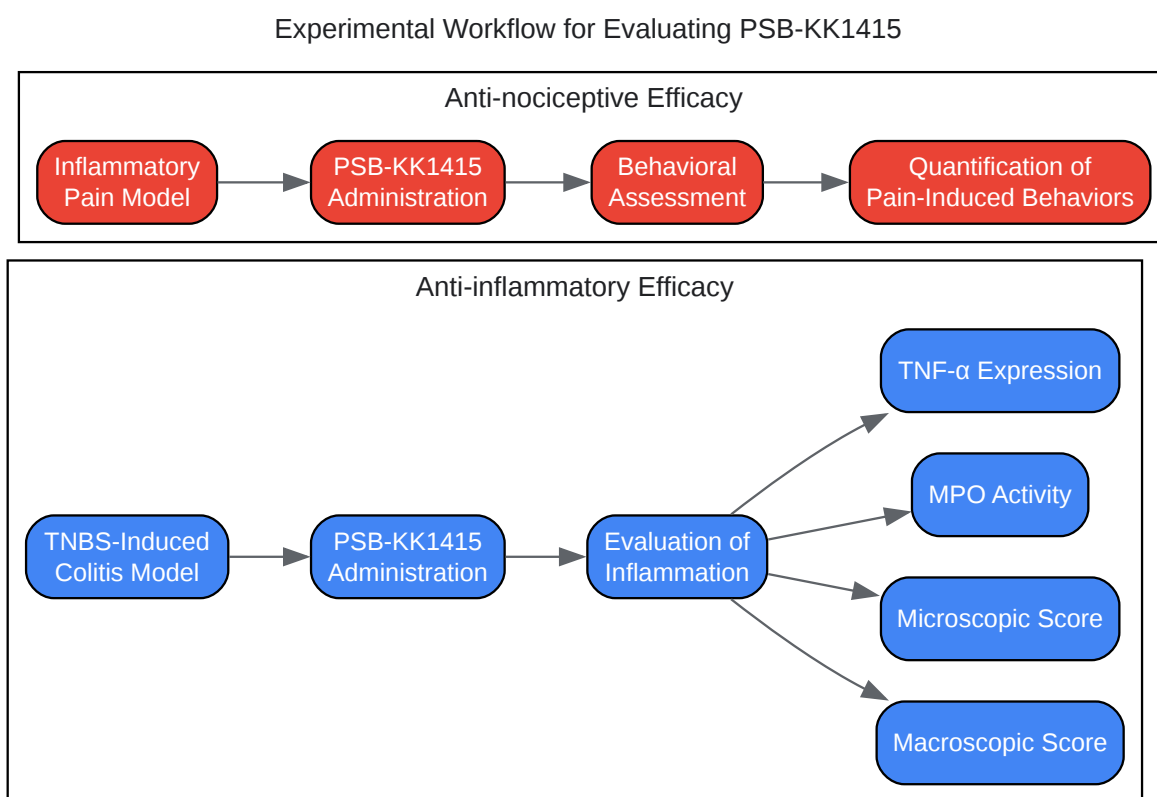 Experimental Workflow for Evaluating PSB-KK1415
Anti-nociceptive Efficacy
Inflammatory
Pain Model
PSB-KK1415
Administration
Behavioral
Assessment
Quantification of
Pain-Induced Behaviors
Anti-inflammatory Efficacy
TNBS-Induced
Colitis Model
PSB-KK1415
Administration
Evaluation of
Inflammation
TNF-α Expression
MPO Activity
Microscopic Score
Macroscopic Score